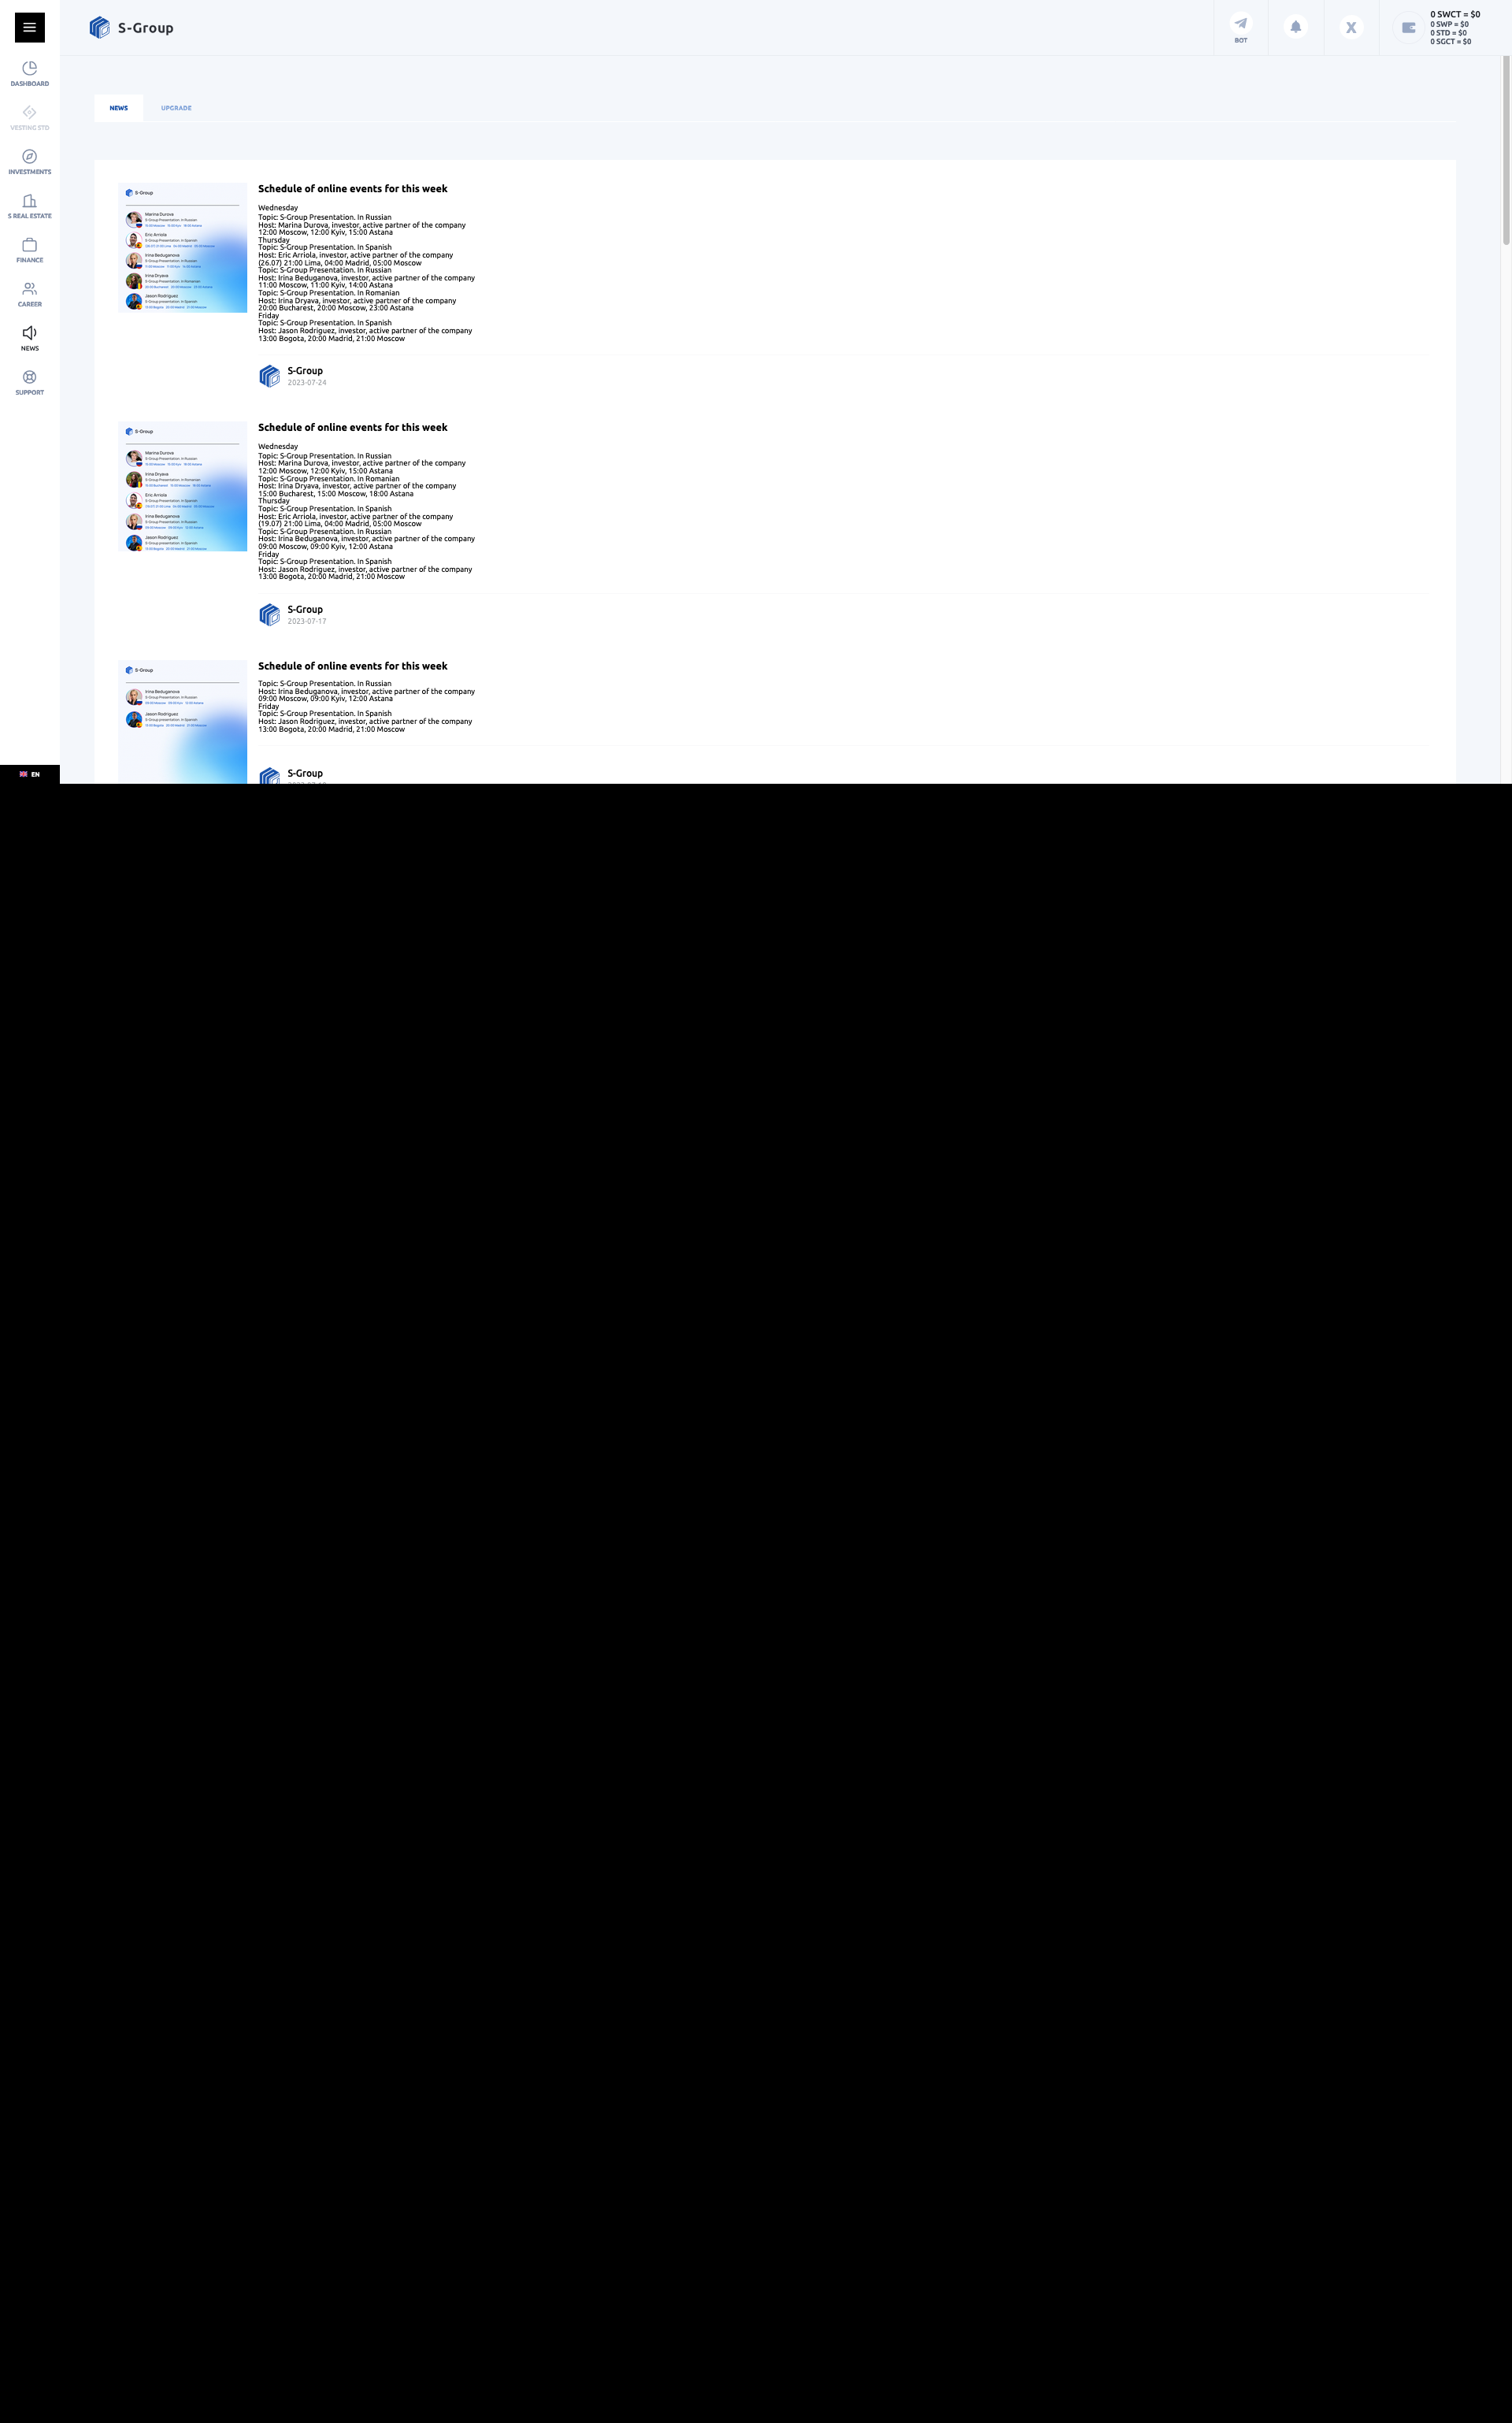 S-Group
BOT
X
0 SWCT = $0
0 SWP = $0
0 STD = $0
0 SGCT = $0
DASHBOARD
VESTING STD
INVESTMENTS
S REAL ESTATE
FINANCE
CAREER
NEWS
SUPPORT
EN
NEWS
UPGRADE
S-Group
Marina Durova
S-Group Presentation. In Russian
Eric Arriola
S-Group Presentation. In Spanish
Irina Beduganova
S-Group Presentation. In Russian
Irina Dryava
S-Group Presentation. In Romanian
Jason Rodriguez
S-Group presentation. In Spanish
Schedule of online events for this week
Wednesday
Topic: S-Group Presentation. In Russian
Host: Marina Durova, investor, active partner of the company
12:00 Moscow, 12:00 Kyiv, 15:00 Astana
Thursday
Topic: S-Group Presentation. In Spanish
Host: Eric Arriola, investor, active partner of the company
(26.07) 21:00 Lima, 04:00 Madrid, 05:00 Moscow
Topic: S-Group Presentation. In Russian
Host: Irina Beduganova, investor, active partner of the company
11:00 Moscow, 11:00 Kyiv, 14:00 Astana
Topic: S-Group Presentation. In Romanian
Host: Irina Dryava, investor, active partner of the company
20:00 Bucharest, 20:00 Moscow, 23:00 Astana
Friday
Topic: S-Group Presentation. In Spanish
Host: Jason Rodriguez, investor, active partner of the company
13:00 Bogota, 20:00 Madrid, 21:00 Moscow
S-Group
2023-07-24
S-Group
Marina Durova
S-Group Presentation. In Russian
Irina Dryava
S-Group Presentation. In Romanian
Eric Arriola
S-Group Presentation. In Spanish
Irina Beduganova
S-Group Presentation. In Russian
Jason Rodriguez
S-Group presentation. In Spanish
Schedule of online events for this week
Wednesday
Topic: S-Group Presentation. In Russian
Host: Marina Durova, investor, active partner of the company
12:00 Moscow, 12:00 Kyiv, 15:00 Astana
Topic: S-Group Presentation. In Romanian
Host: Irina Dryava, investor, active partner of the company
15:00 Bucharest, 15:00 Moscow, 18:00 Astana
Thursday
Topic: S-Group Presentation. In Spanish
Host: Eric Arriola, investor, active partner of the company
(19.07) 21:00 Lima, 04:00 Madrid, 05:00 Moscow
Topic: S-Group Presentation. In Russian
Host: Irina Beduganova, investor, active partner of the company
09:00 Moscow, 09:00 Kyiv, 12:00 Astana
Friday
Topic: S-Group Presentation. In Spanish
Host: Jason Rodriguez, investor, active partner of the company
13:00 Bogota, 20:00 Madrid, 21:00 Moscow
S-Group
2023-07-17
S-Group
Irina Beduganova
S-Group Presentation. In Russian
Jason Rodriguez
S-Group presentation. In Spanish
Schedule of online events for this week
Topic: S-Group Presentation. In Russian
Host: Irina Beduganova, investor, active partner of the company
09:00 Moscow, 09:00 Kyiv, 12:00 Astana
Friday
Topic: S-Group Presentation. In Spanish
Host: Jason Rodriguez, investor, active partner of the company
13:00 Bogota, 20:00 Madrid, 21:00 Moscow
S-Group